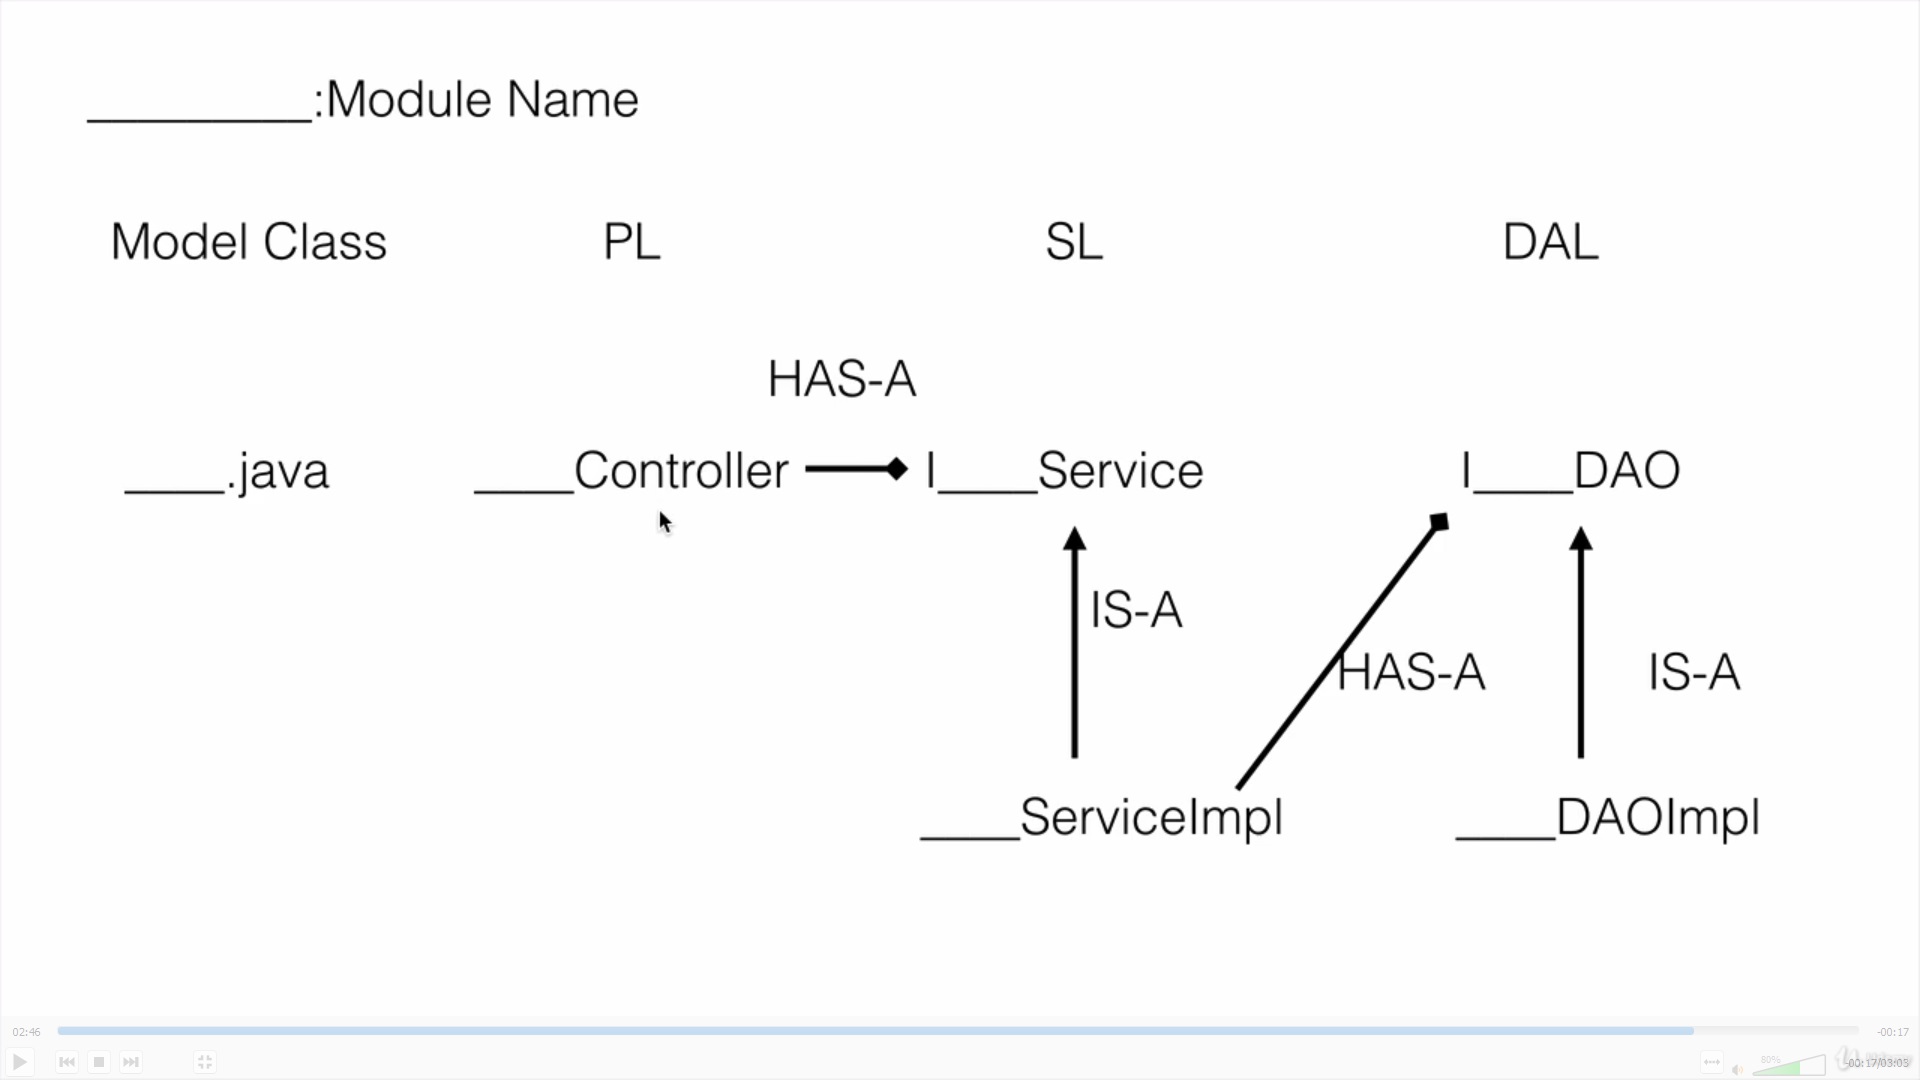 _________:Module Name
Model Class PL SL DAL
HAS-A
____.java ____Controller I____Service I____DAO
IS-A
HAS-A IS-A
____ServiceImpl ____DAOImpl
02:46 -00:17
80%
-00:17/03:03